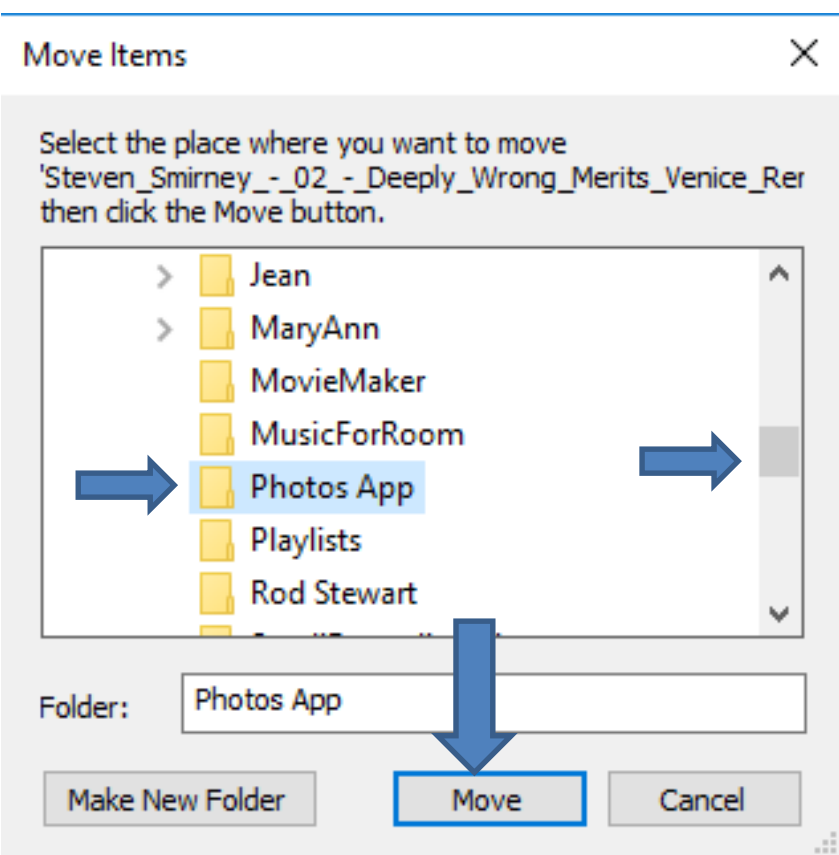 Move Items
Select the place where you want to move
'Steven_Smirney_-_02_-_Deeply_Wrong_Merits_Venice_Rer
then click the Move button.
Jean
MaryAnn
MovieMaker
MusicForRoom
Photos App
Playlists
Rod Stewart
Folder: Photos App
Make New Folder Move Cancel